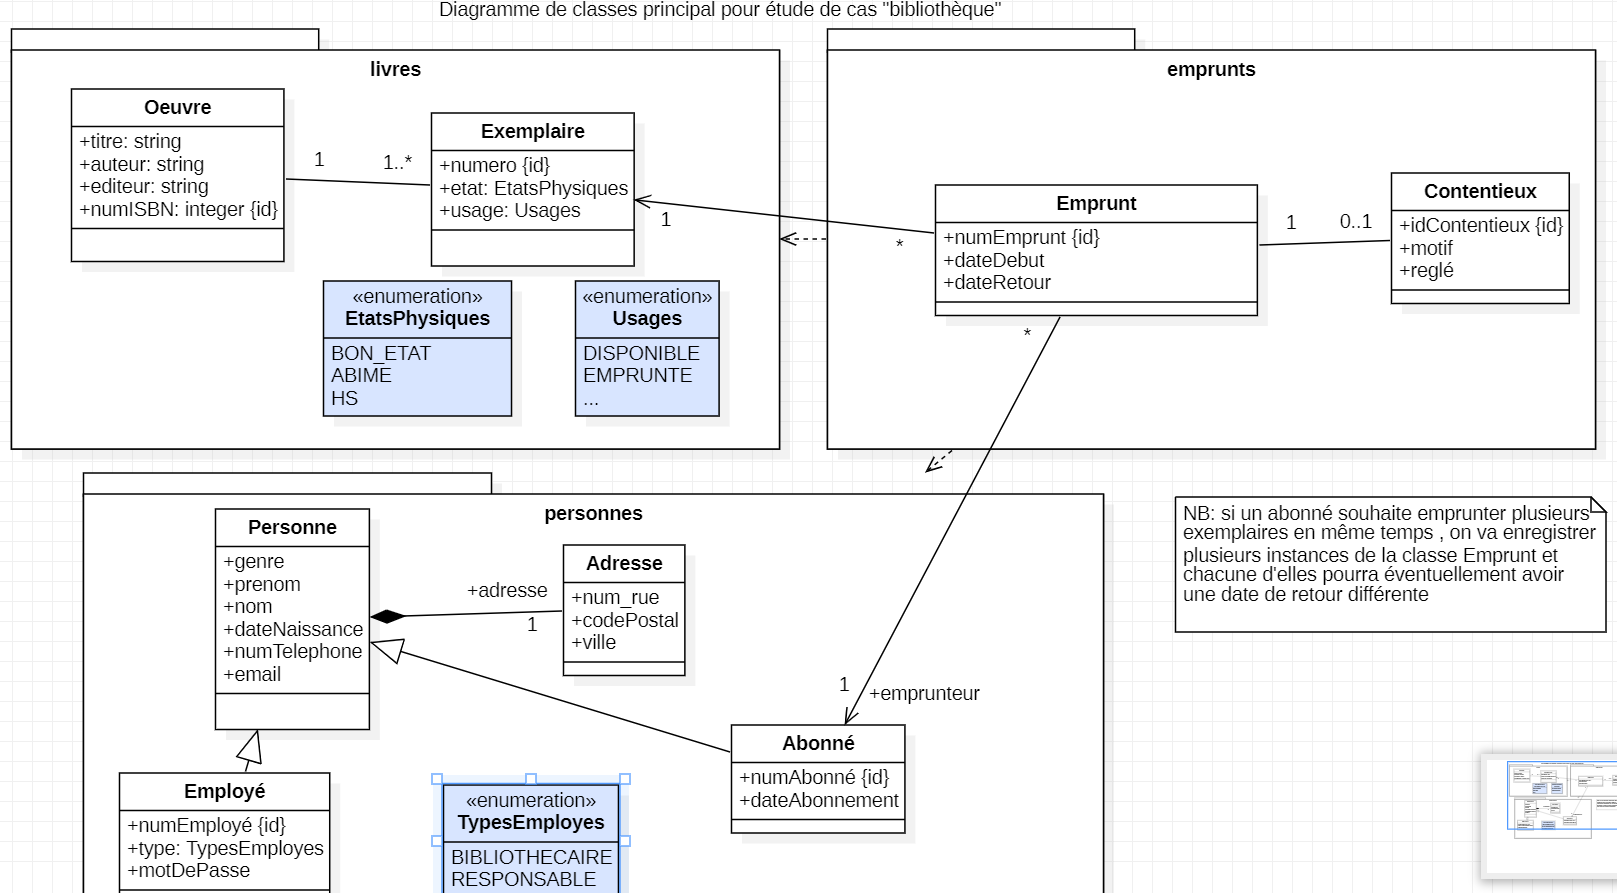 Diagramme de classes principal pour étude de cas "bibliothèque"
livres
Oeuvre
+titre: string
+auteur: string
+editeur: string
+numISBN: integer {id}
1
1..*
Exemplaire
+numero {id}
+etat: EtatsPhysiques
+usage: Usages
1
*
«enumeration»
EtatsPhysiques
BON_ETAT
ABIME
HS
«enumeration»
Usages
DISPONIBLE
EMPRUNTE
...
emprunts
Emprunt
+numEmprunt {id}
+dateDebut
+dateRetour
1
0..1
Contentieux
+idContentieux {id}
+motif
+reglé
*
personnes
Personne
+genre
+prenom
+nom
+dateNaissance
+numTelephone
+email
+adresse
1
Adresse
+num_rue
+codePostal
+ville
1
+emprunteur
Abonné
+numAbonné {id}
+dateAbonnement
Employé
+numEmployé {id}
+type: TypesEmployes
+motDePasse
«enumeration»
TypesEmployes
BIBLIOTHECAIRE
RESPONSABLE
NB: si un abonné souhaite emprunter plusieurs
exemplaires en même temps , on va enregistrer
plusieurs instances de la classe Emprunt et
chacune d'elles pourra éventuellement avoir
une date de retour différente